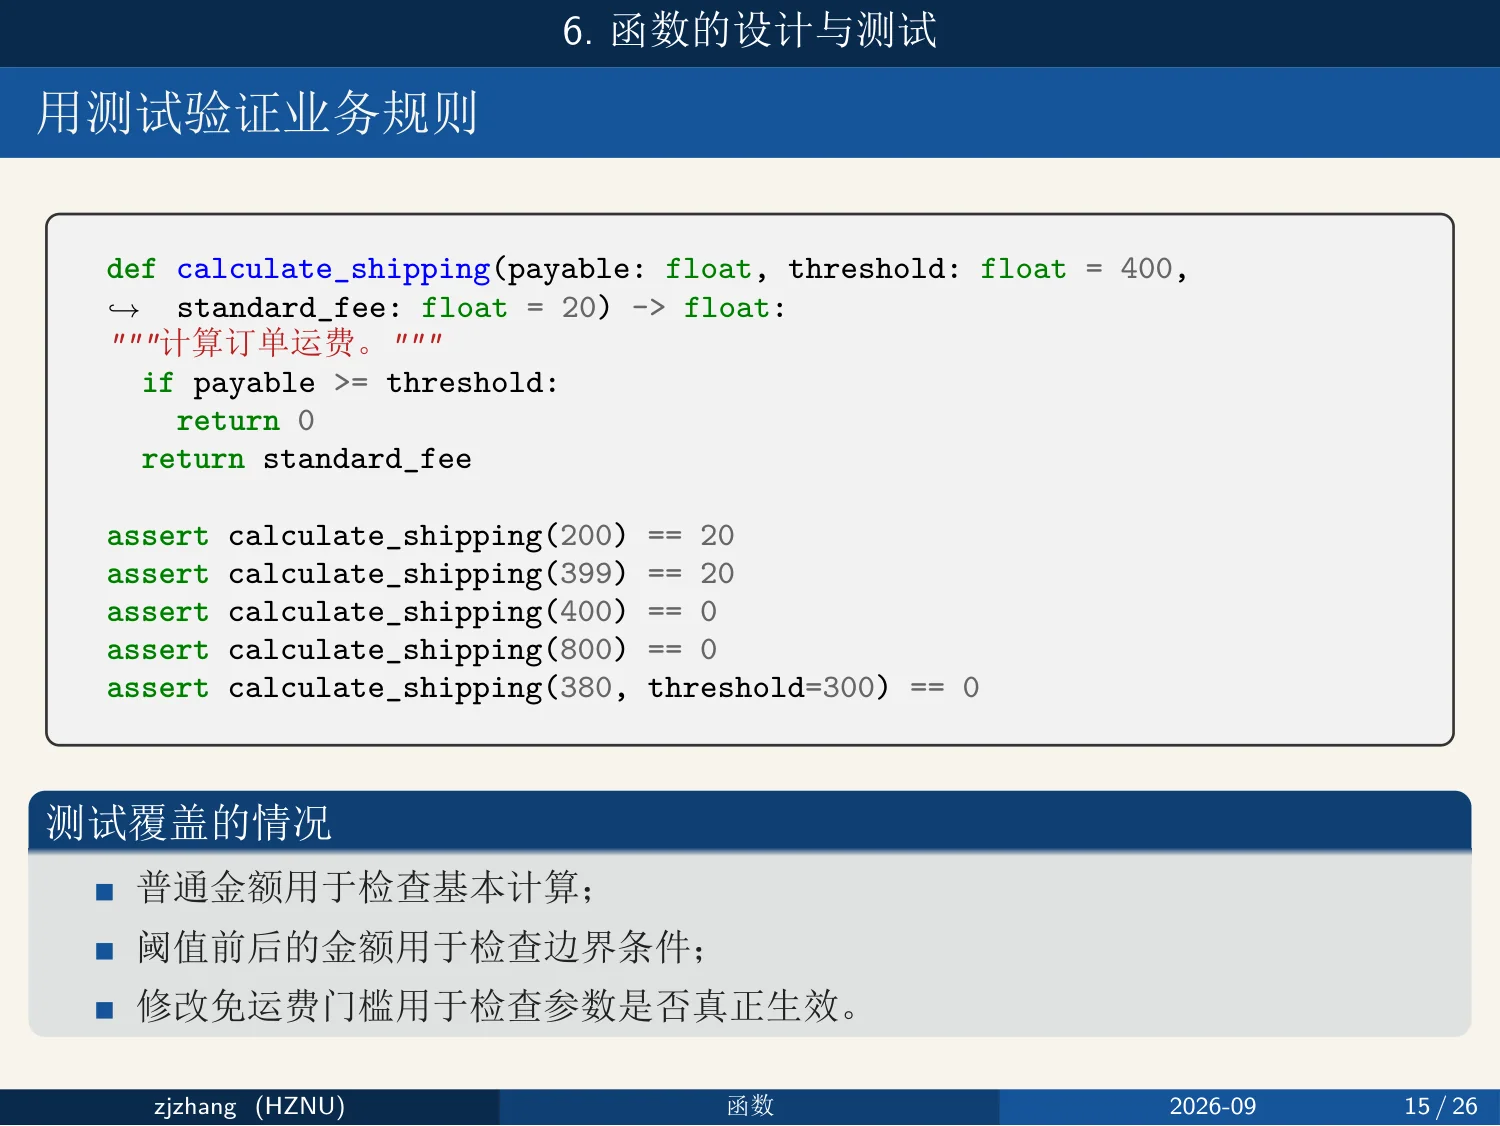 6. 函数的设计与测试
用测试验证业务规则
def calculate_shipping(payable: float, threshold: float = 400,
↪ standard_fee: float = 20) -> float:
"""计算订单运费。"""
if payable >= threshold:
return 0
return standard_fee
assert calculate_shipping(200) == 20
assert calculate_shipping(399) == 20
assert calculate_shipping(400) == 0
assert calculate_shipping(800) == 0
assert calculate_shipping(380, threshold=300) == 0
测试覆盖的情况
普通金额用于检查基本计算；
阈值前后的金额用于检查边界条件；
修改免运费门槛用于检查参数是否真正生效。
zjzhang (HZNU) 函数 2026-09 15 / 26